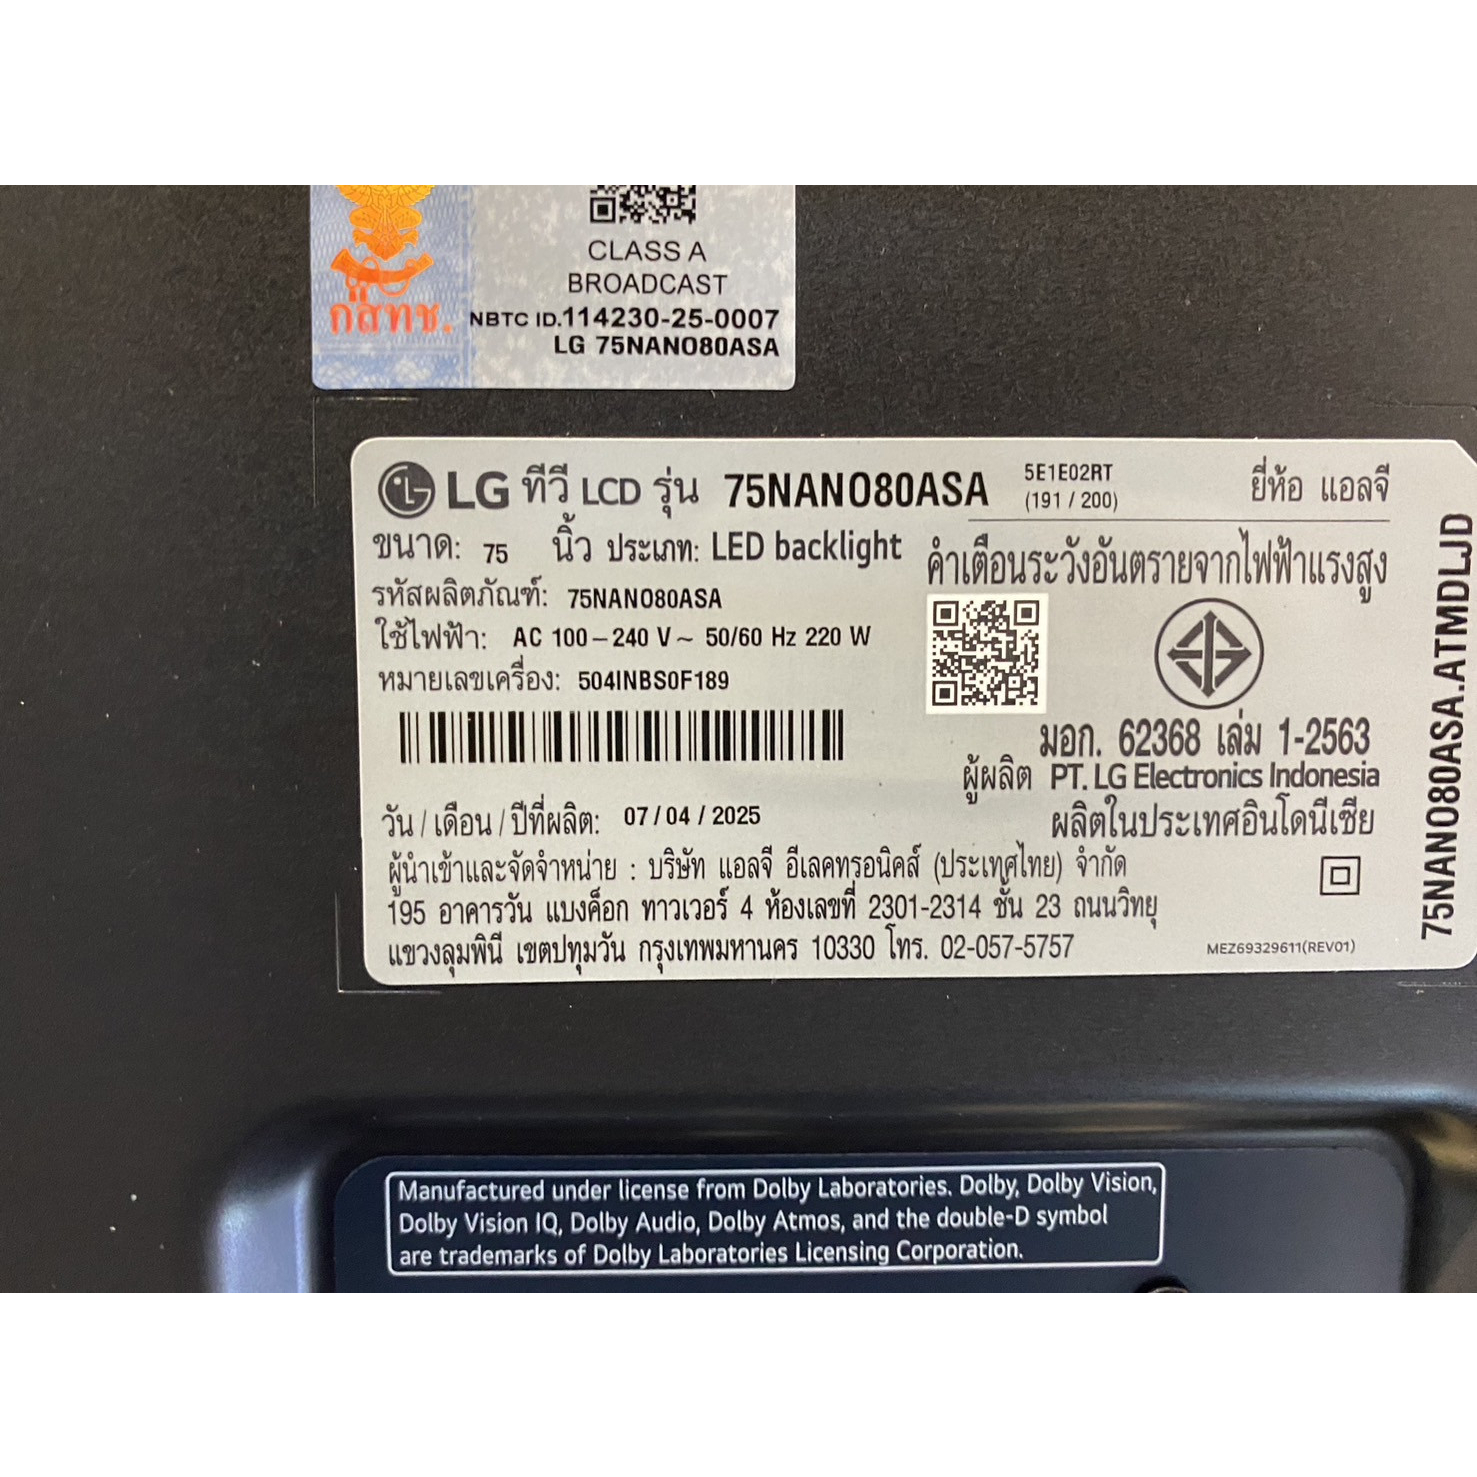 CLASS A
BROADCAST
กสทช.
NBTC ID.114230-25-0007
LG 75NANO80ASA
LG ทีวี LCD รุ่น 75NANO80ASA 5E1E02RT (191 / 200) ยี่ห้อ แอลจี
ขนาด: 75 นิ้ว ประเภท: LED backlight
คำเตือนระวังอันตรายจากไฟฟ้าแรงสูง
รหัสผลิตภัณฑ์: 75NANO80ASA
ใช้ไฟฟ้า: AC 100 – 240 V ~ 50/60 Hz 220 W
หมายเลขเครื่อง: 504INBS0F189
มอก. 62368 เล่ม 1-2563
ผู้ผลิต PT. LG Electronics Indonesia
ผลิตในประเทศอินโดนีเซีย
วัน / เดือน / ปีที่ผลิต: 07 / 04 / 2025
ผู้นำเข้าและจัดจำหน่าย : บริษัท แอลจี อีเลคทรอนิคส์ (ประเทศไทย) จำกัด
195 อาคารวัน แบงค็อก ทาวเวอร์ 4 ห้องเลขที่ 2301-2314 ชั้น 23 ถนนวิทยุ
แขวงลุมพินี เขตปทุมวัน กรุงเทพมหานคร 10330 โทร. 02-057-5757
MEZ69329611(REV01)
75NANO80ASA.ATMDLJD
Manufactured under license from Dolby Laboratories. Dolby, Dolby Vision,
Dolby Vision IQ, Dolby Audio, Dolby Atmos, and the double-D symbol
are trademarks of Dolby Laboratories Licensing Corporation.